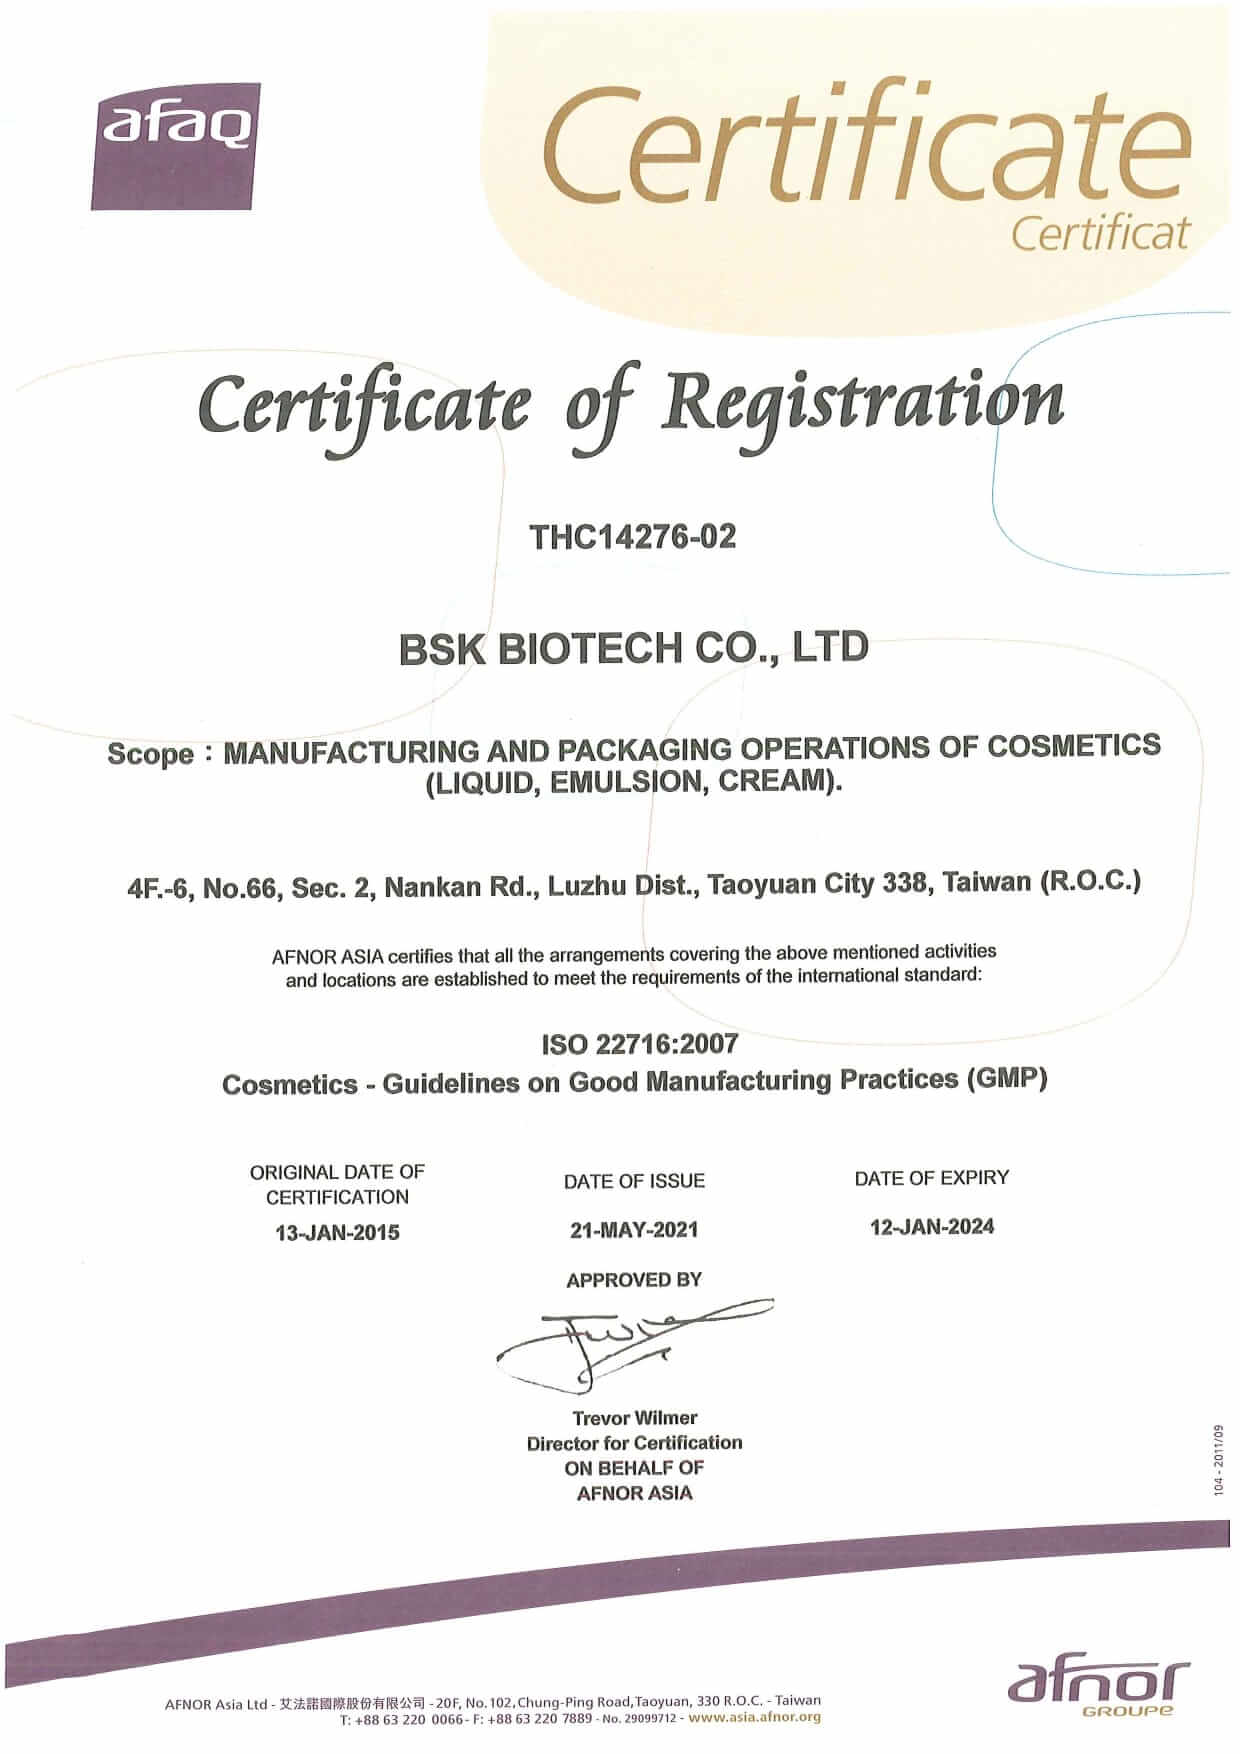 afaq
Certificate
Certificat
Certificate of Registration
THC14276-02
BSK BIOTECH CO., LTD
Scope：MANUFACTURING AND PACKAGING OPERATIONS OF COSMETICS
(LIQUID, EMULSION, CREAM).
4F.-6, No.66, Sec. 2, Nankan Rd., Luzhu Dist., Taoyuan City 338, Taiwan (R.O.C.)
AFNOR ASIA certifies that all the arrangements covering the above mentioned activities
and locations are established to meet the requirements of the international standard:
ISO 22716:2007
Cosmetics - Guidelines on Good Manufacturing Practices (GMP)
ORIGINAL DATE OF
CERTIFICATION
13-JAN-2015
DATE OF ISSUE
21-MAY-2021
DATE OF EXPIRY
12-JAN-2024
APPROVED BY
Trevor Wilmer
Director for Certification
ON BEHALF OF
AFNOR ASIA
104 - 2011/09
AFNOR Asia Ltd - 艾法諾國際股份有限公司 - 20F, No.102, Chung-Ping Road, Taoyuan, 330 R.O.C. - Taiwan
T: +88 63 220 0066 - F: +88 63 220 7889 - No. 29099712 - www.asia.afnor.org
afnor
GROUPE